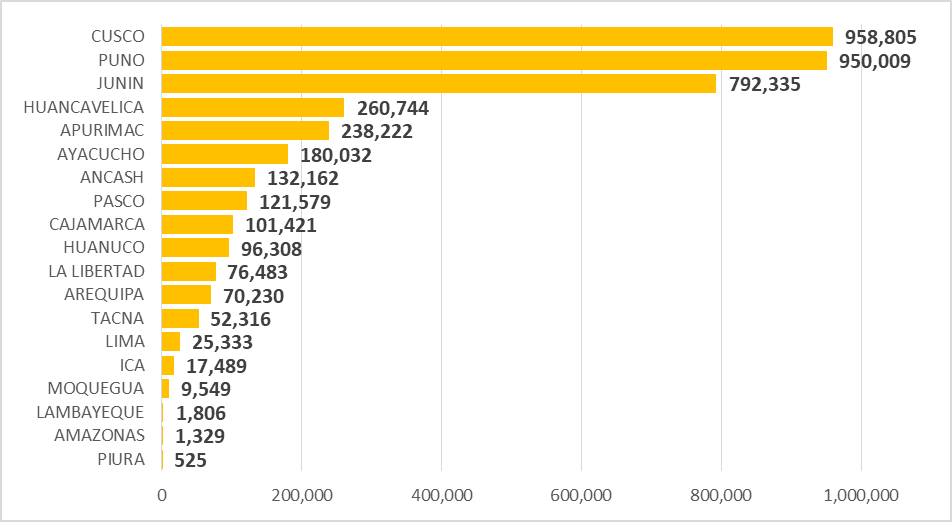 CUSCO 958,805
PUNO 950,009
JUNIN 792,335
HUANCAVELICA 260,744
APURIMAC 238,222
AYACUCHO 180,032
ANCASH 132,162
PASCO 121,579
CAJAMARCA 101,421
HUANUCO 96,308
LA LIBERTAD 76,483
AREQUIPA 70,230
TACNA 52,316
LIMA 25,333
ICA 17,489
MOQUEGUA 9,549
LAMBAYEQUE 1,806
AMAZONAS 1,329
PIURA 525
0 200,000 400,000 600,000 800,000 1,000,000